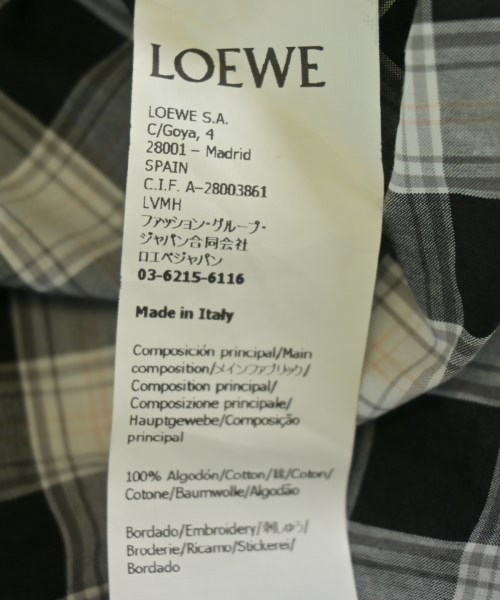 LOEWE
LOEWE S.A.
C/Goya, 4
28001 – Madrid
SPAIN
C.I.F. A-28003861
LVMH
ファッション・グループ・
ジャパン合同会社
ロエベジャパン
03-6215-6116
Made in Italy
Composición principal/Main
composition/メインファブリック/
Composition principal/
Composizione principale/
Hauptgewebe/Composição
principal
100% Algodón/Cotton/綿/Coton/
Cotone/Baumwolle/Algodão
Bordado/Embroidery/刺しゅう/
Broderie/Ricamo/Stickerei/
Bordado